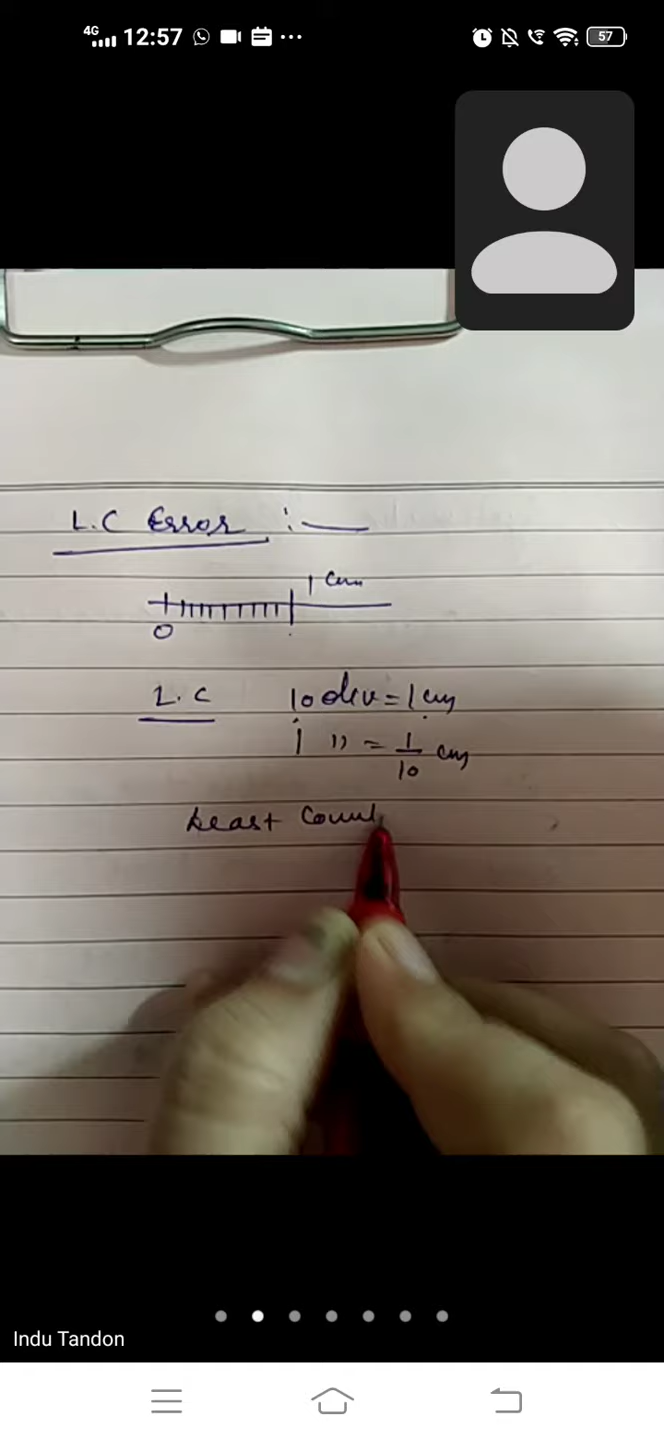 4G 12:57 ... 57
L.C Error :—
1 cm
0
L.C 10 div = 1 cm
1 " = 1/10 cm
Least Count
Indu Tandon